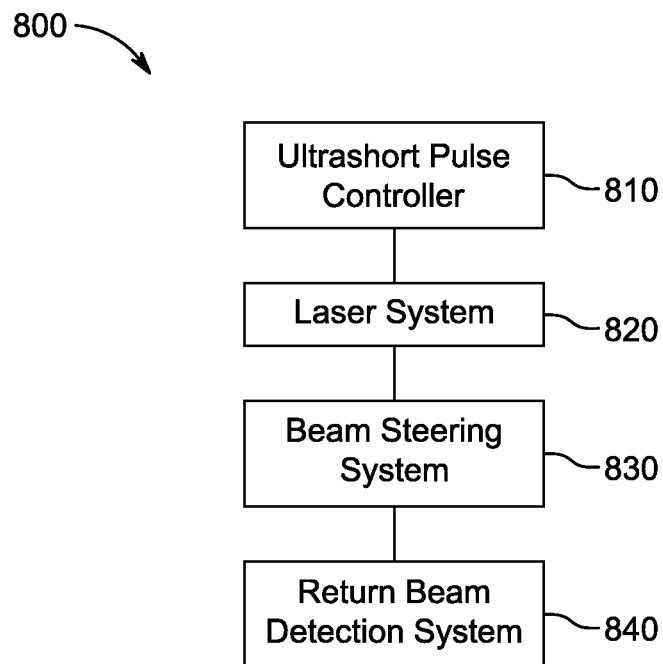 800
Ultrashort Pulse
Controller
810
Laser System
820
Beam Steering
System
830
Return Beam
Detection System
840